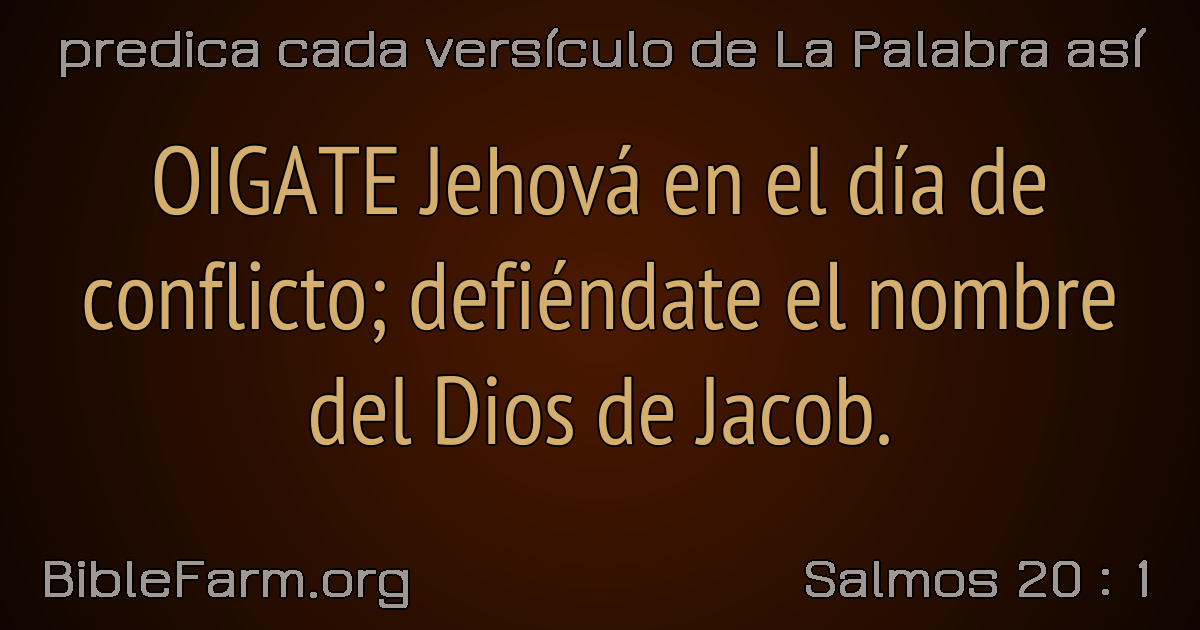 predica cada versículo de La Palabra así
OIGATE Jehová en el día de
conflicto; defiéndate el nombre
del Dios de Jacob.
BibleFarm.org
Salmos 20 : 1